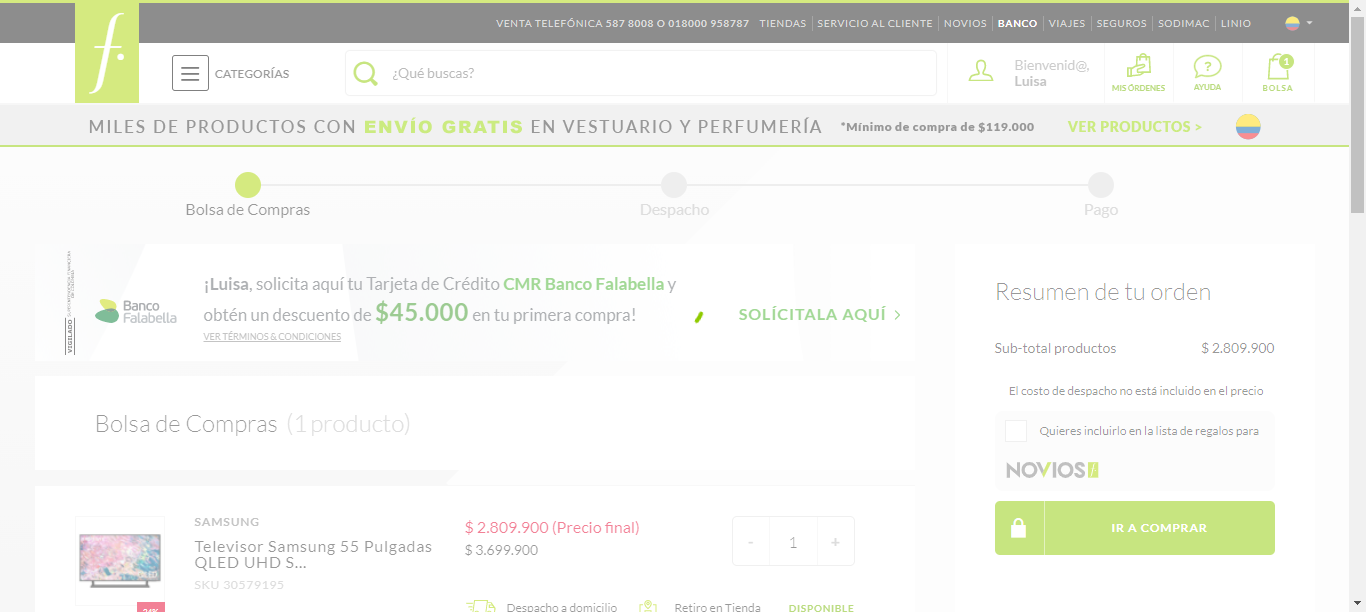 VENTA TELEFÓNICA 587 8008 O 018000 958787 TIENDAS SERVICIO AL CLIENTE NOVIOS BANCO VIAJES SEGUROS SODIMAC LINIO
f.
CATEGORÍAS
¿Qué buscas?
Bienvenid@,
Luisa
MIS ÓRDENES
?
AYUDA
1
BOLSA
MILES DE PRODUCTOS CON ENVÍO GRATIS EN VESTUARIO Y PERFUMERÍA *Mínimo de compra de $119.000 VER PRODUCTOS >
Bolsa de Compras
Despacho
Pago
VIGILADO
Banco
Falabella
¡Luisa, solicita aquí tu Tarjeta de Crédito CMR Banco Falabella y
obtén un descuento de $45.000 en tu primera compra!
VER TÉRMINOS & CONDICIONES
SOLÍCITALA AQUÍ >
Bolsa de Compras (1 producto)
SAMSUNG
Televisor Samsung 55 Pulgadas
QLED UHD S...
SKU 30579195
$ 2.809.900 (Precio final)
$ 3.699.900
- 1 +
Despacho a domicilio
Retiro en Tienda
DISPONIBLE
Resumen de tu orden
Sub-total productos $ 2.809.900
El costo de despacho no está incluido en el precio
Quieres incluirlo en la lista de regalos para
NOVIOS f
IR A COMPRAR